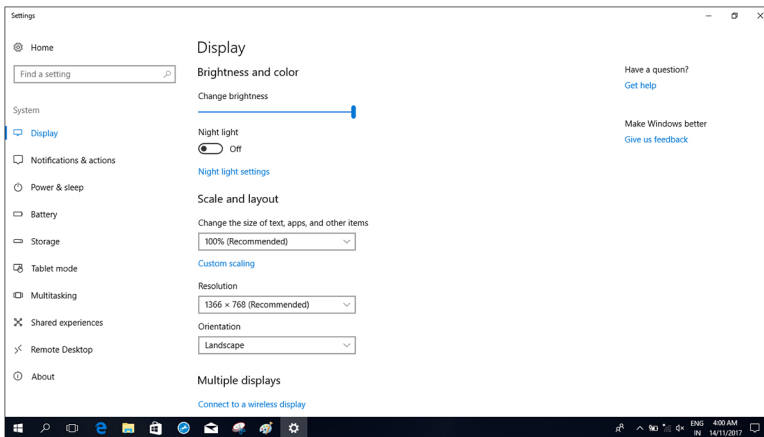 Settings
Home
Find a setting
System
Display
Notifications & actions
Power & sleep
Battery
Storage
Tablet mode
Multitasking
Shared experiences
Remote Desktop
About
Display
Brightness and color
Change brightness
Night light
Off
Night light settings
Scale and layout
Change the size of text, apps, and other items
100% (Recommended)
Custom scaling
Resolution
1366 × 768 (Recommended)
Orientation
Landscape
Multiple displays
Connect to a wireless display
Have a question?
Get help
Make Windows better
Give us feedback
ENG
IN
4:00 AM
14/11/2017